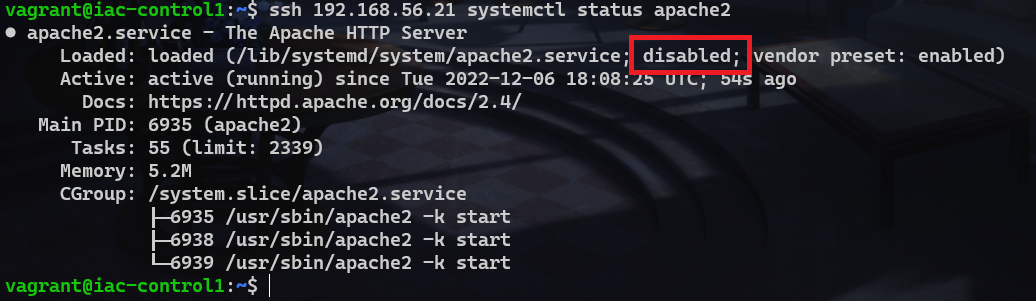 vagrant@iac-control1:~$ ssh 192.168.56.21 systemctl status apache2
● apache2.service - The Apache HTTP Server
     Loaded: loaded (/lib/systemd/system/apache2.service; disabled; vendor preset: enabled)
     Active: active (running) since Tue 2022-12-06 18:08:25 UTC; 54s ago
       Docs: https://httpd.apache.org/docs/2.4/
   Main PID: 6935 (apache2)
      Tasks: 55 (limit: 2339)
     Memory: 5.2M
     CGroup: /system.slice/apache2.service
             ├─6935 /usr/sbin/apache2 -k start
             ├─6938 /usr/sbin/apache2 -k start
             └─6939 /usr/sbin/apache2 -k start
vagrant@iac-control1:~$